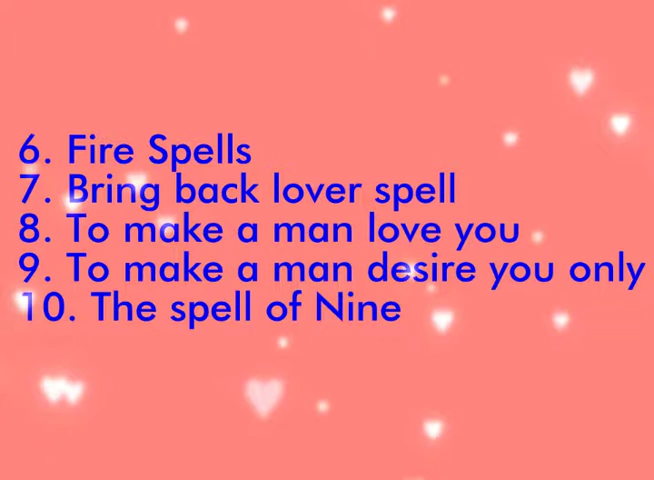 6. Fire Spells
7. Bring back lover spell
8. To make a man love you
9. To make a man desire you only
10. The spell of Nine